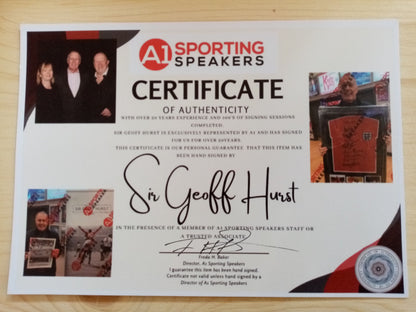 A1 SPORTING
SPEAKERS
CERTIFICATE
OF AUTHENTICITY
WITH OVER 20 YEARS EXPERIENCE AND 100'S OF SIGNING SESSIONS
COMPLETED
SIR GEOFF HURST IS EXCLUSIVELY REPRESENTED BY A1 AND HAS SIGNED
FOR US FOR OVER 20YEARS.
THIS CERTIFICATE IS OUR PERSONAL GUARANTEE THAT THIS ITEM HAS
BEEN HAND SIGNED BY
Sir Geoff Hurst
IN THE PRESENCE OF A MEMBER OF A1 SPORTING SPEAKERS STAFF OR
A TRUSTED ASSOCIATE
Freda H. Baker
Director, A1 Sporting Speakers
I guarantee this item has been hand signed.
Certificate not valid unless hand signed by a
Director of A1 Sporting Speakers